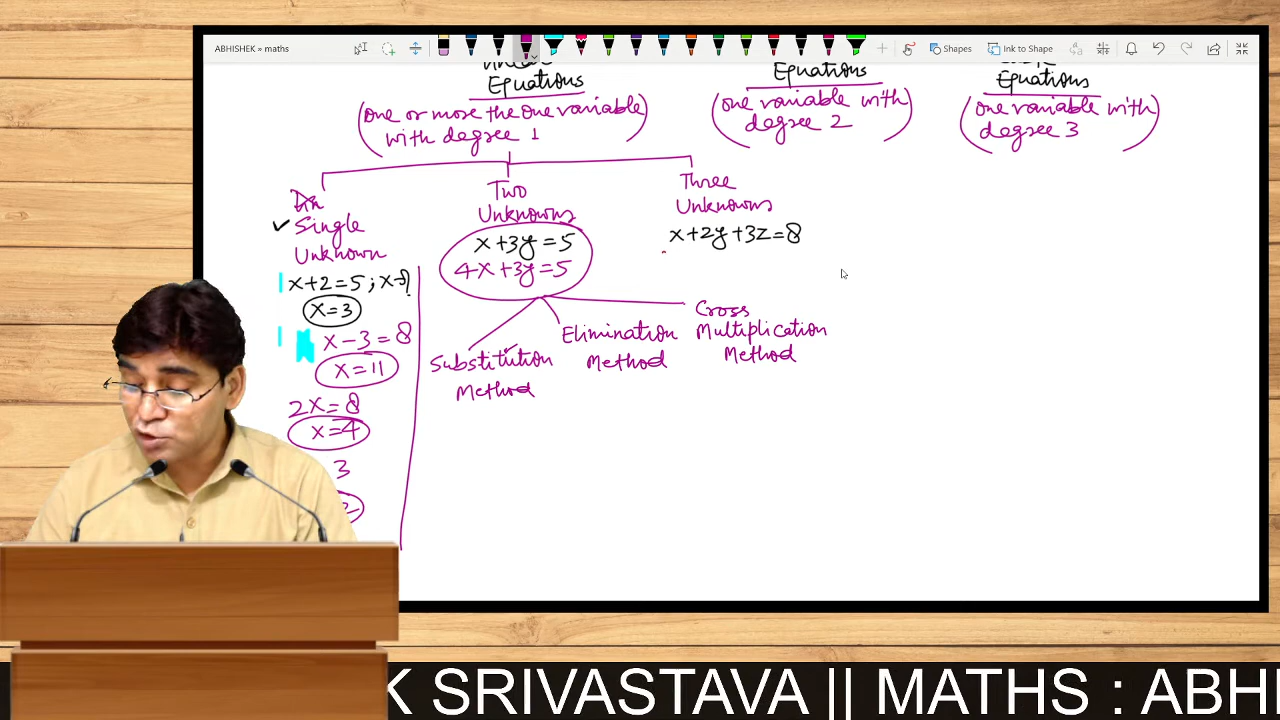 ABHISHEK » maths
Shapes
Ink to Shape
Equations
(one or more the one variable
with degree 1)
Equations
(one variable with
degree 2)
Equations
(one variable with
degree 3)
Single
Unknown
x+2=5; x=?
x=3
x-3=8
x=11
2x=8
x=4
3
Two
Unknowns
x+3y=5
4x+3y=5
Substitution
Method
Elimination
Method
Cross
Multiplication
Method
Three
Unknowns
x+2y+3z=8
K SRIVASTAVA || MATHS : ABHI